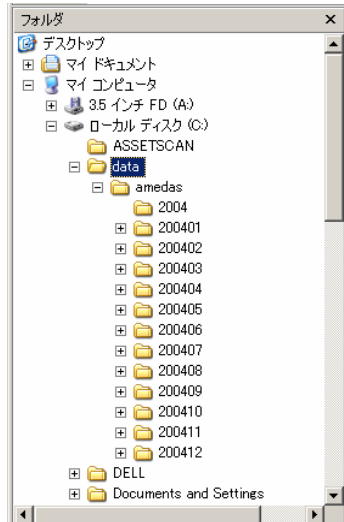 フォルダ
デスクトップ
マイ ドキュメント
マイ コンピュータ
3.5 インチ FD (A:)
ローカル ディスク (C:)
ASSETSCAN
data
amedas
2004
200401
200402
200403
200404
200405
200406
200407
200408
200409
200410
200411
200412
DELL
Documents and Settings